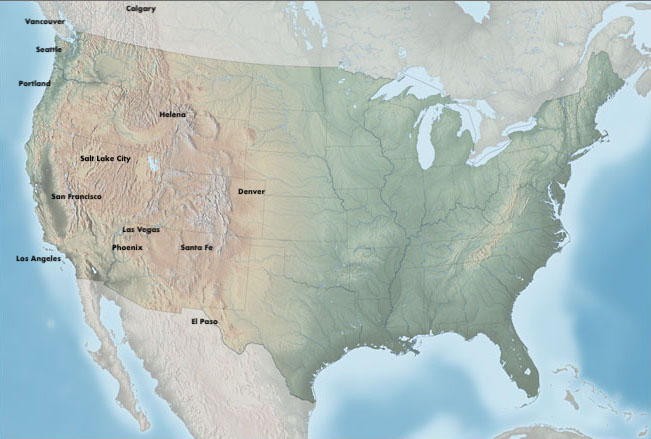 Calgary
Vancouver
Seattle
Portland
Helena
Salt Lake City
Denver
San Francisco
Las Vegas
Phoenix
Santa Fe
Los Angeles
El Paso